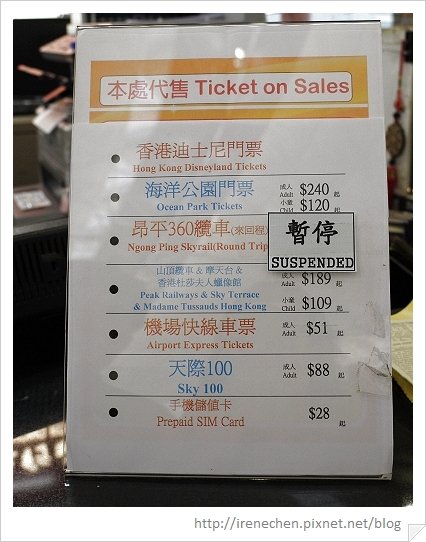 本處代售 Ticket on Sales
香港迪士尼門票
Hong Kong Disneyland Tickets
海洋公園門票 成人 Adult $240 起
Ocean Park Tickets 小童 Child $120 起
昂平360纜車(來回程)
Ngong Ping Skyrail(Round Trip
暫停
SUSPENDED
山頂纜車 & 摩天台 &
香港杜莎夫人蠟像館
Peak Railways & Sky Terrace
& Madame Tussauds Hong Kong
成人 Adult $189 起
小童 Child $109 起
機場快線車票 成人 Adult $51 起
Airport Express Tickets
天際100 成人 Adult $88 起
Sky 100
手機儲值卡 $28 起
Prepaid SIM Card
http://irenechen.pixnet.net/blog